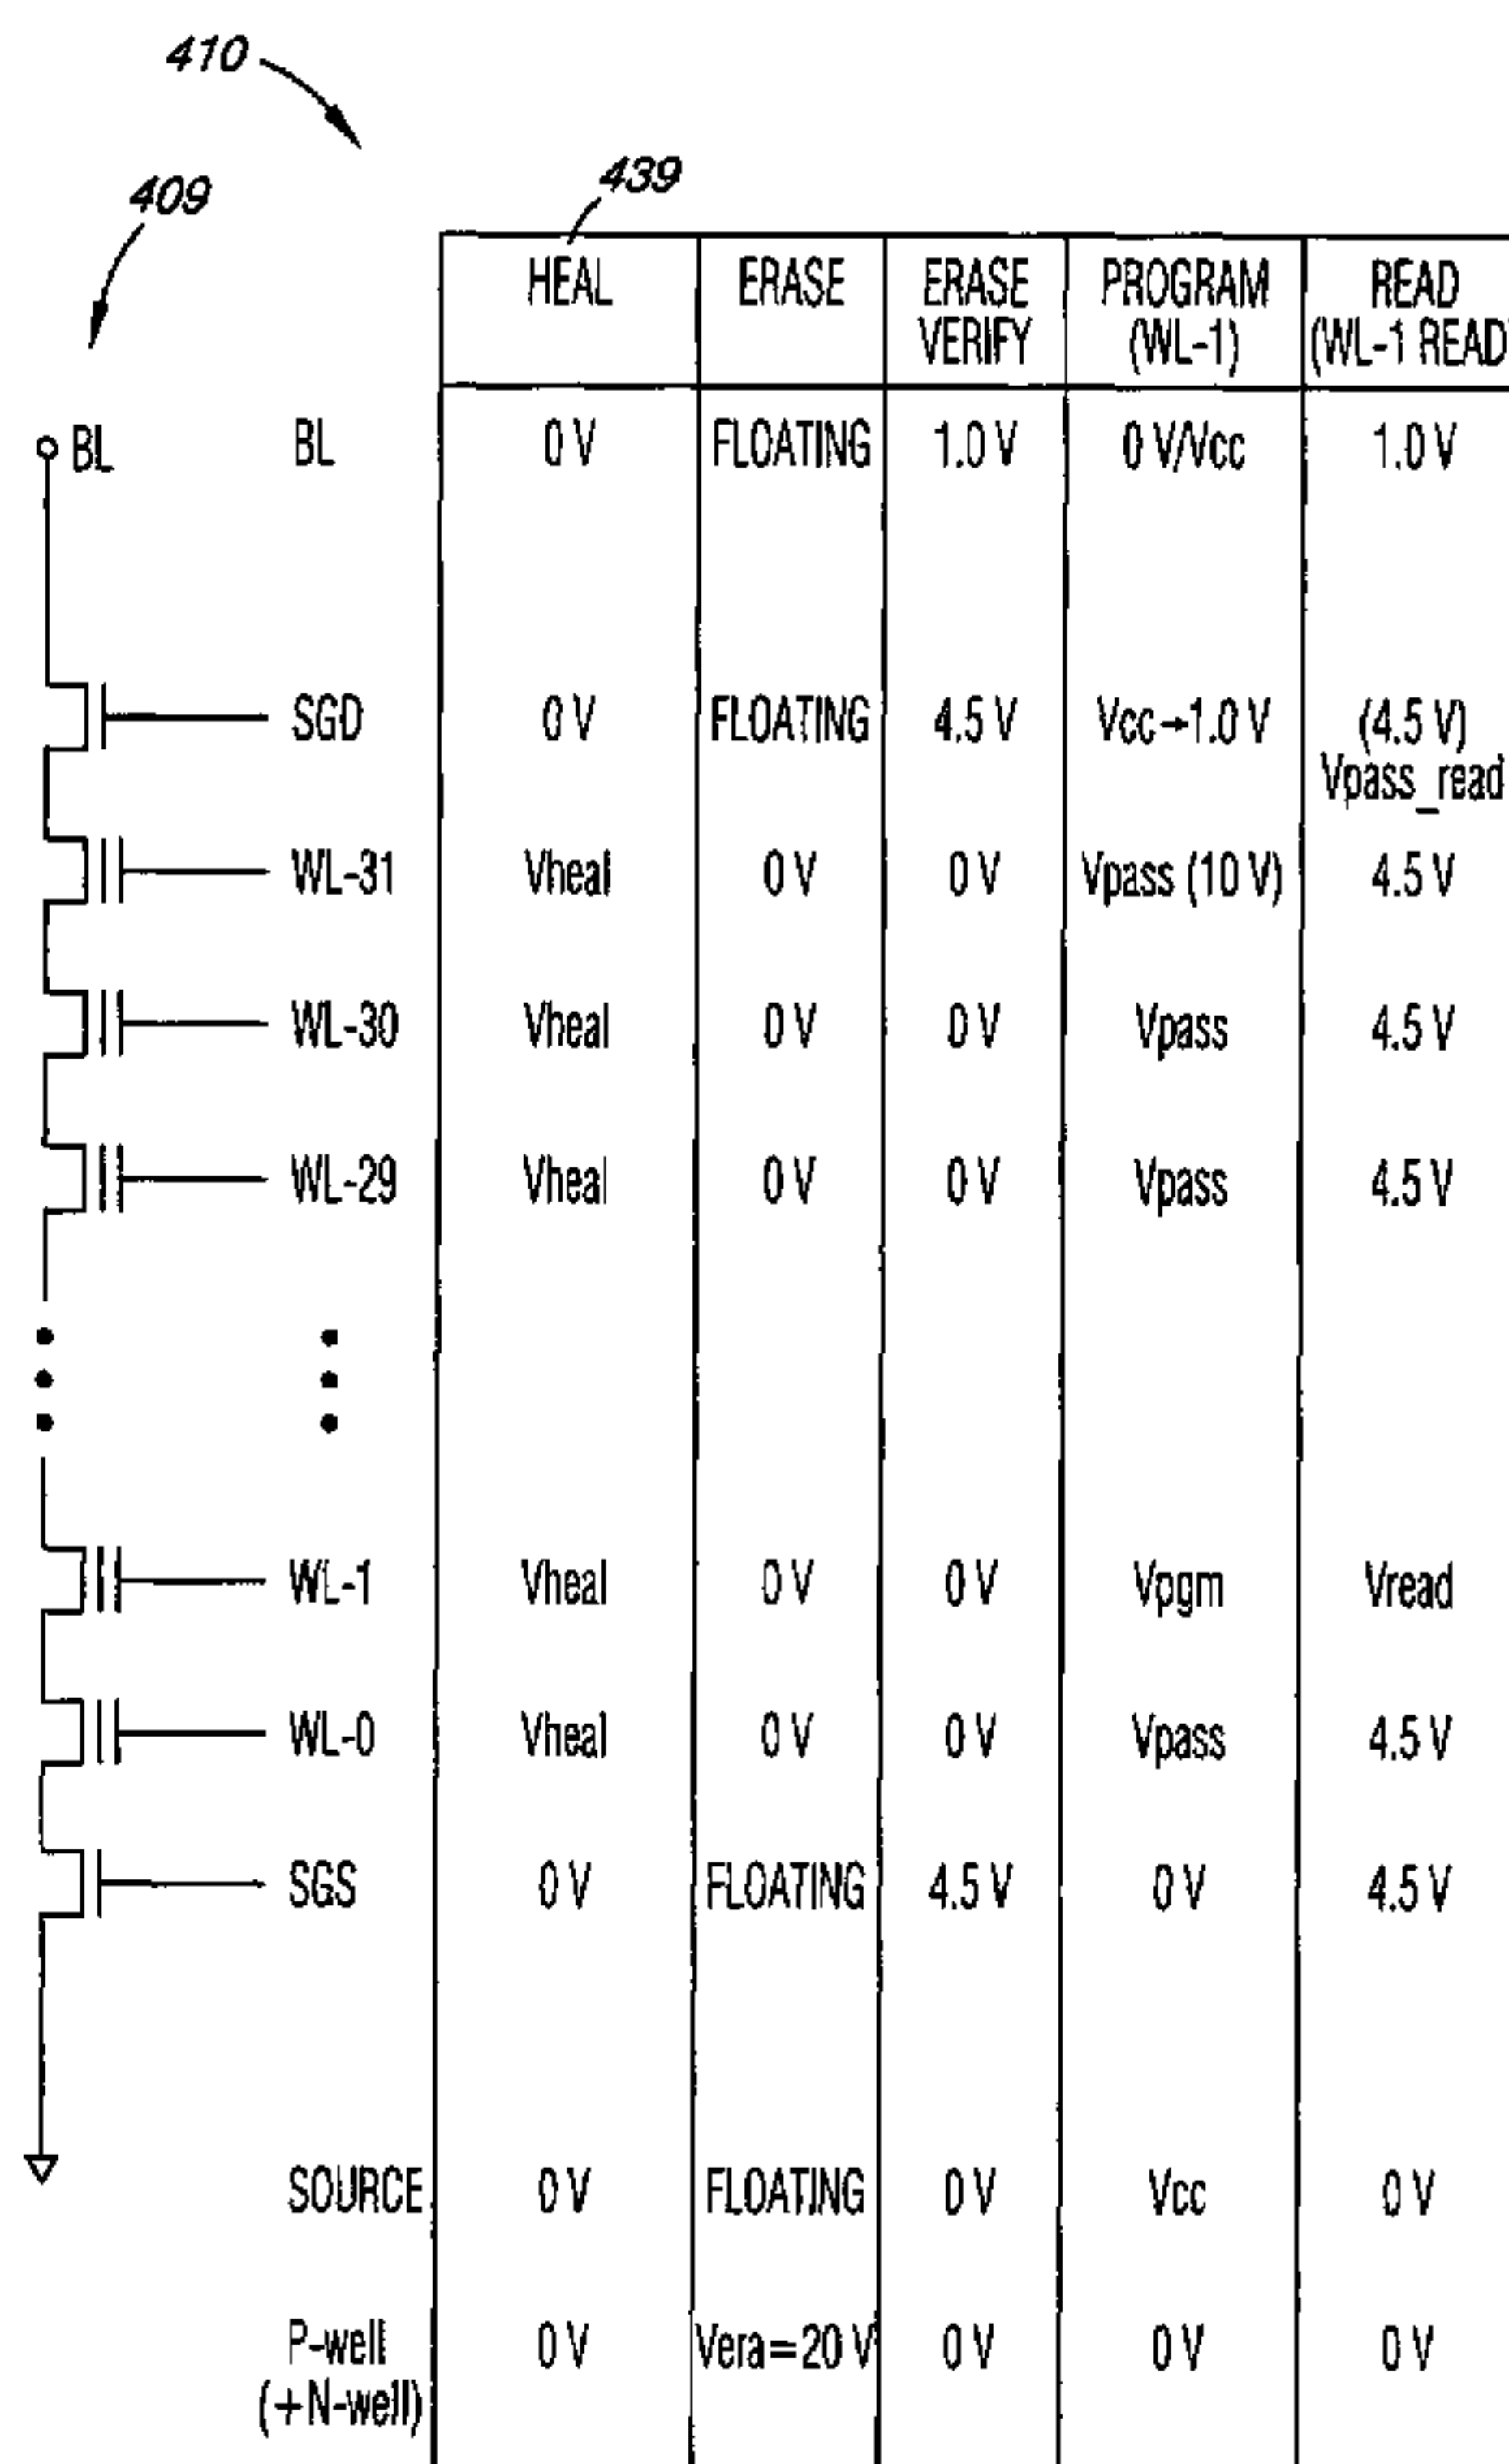 410
409
439
HEAL ERASE ERASE VERIFY PROGRAM (WL-1) READ (WL-1 READ)
BL BL 0 V FLOATING 1.0 V 0 V/Vcc 1.0 V
SGD 0 V FLOATING 4.5 V Vcc→1.0 V (4.5 V) Vpass_read
WL-31 Vheal 0 V 0 V Vpass (10 V) 4.5 V
WL-30 Vheal 0 V 0 V Vpass 4.5 V
WL-29 Vheal 0 V 0 V Vpass 4.5 V
WL-1 Vheal 0 V 0 V Vpgm Vread
WL-0 Vheal 0 V 0 V Vpass 4.5 V
SGS 0 V FLOATING 4.5 V 0 V 4.5 V
SOURCE 0 V FLOATING 0 V Vcc 0 V
P-well (+N-well) 0 V Vera=20 V 0 V 0 V 0 V